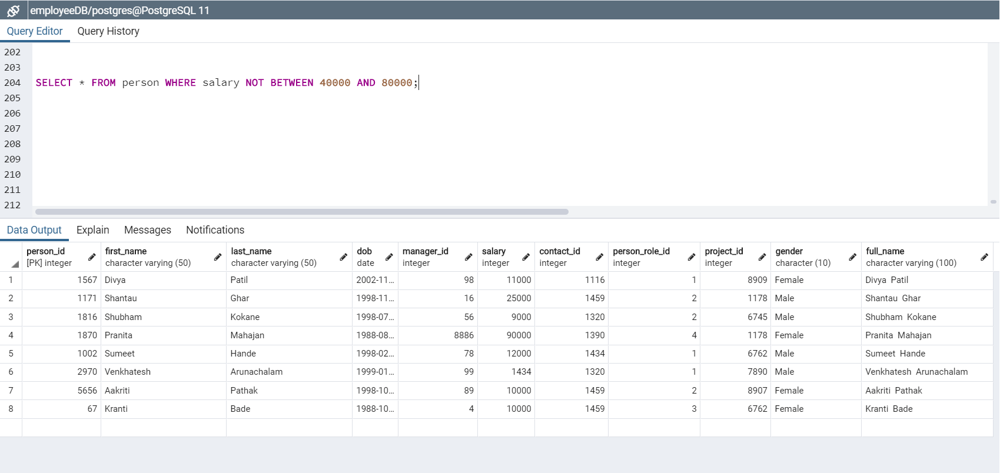 employeeDB/postgres@PostgreSQL 11
Query Editor Query History
202
203
204 SELECT * FROM person WHERE salary NOT BETWEEN 40000 AND 80000;
205
206
207
208
209
210
211
212
Data Output Explain Messages Notifications
person_id first_name last_name dob manager_id salary contact_id person_role_id project_id gender full_name
[PK] integer character varying (50) character varying (50) date integer integer integer integer integer character (10) character varying (100)
1 1567 Divya Patil 2002-11... 98 11000 1116 1 8909 Female Divya  Patil
2 1171 Shantau Ghar 1998-11... 16 25000 1459 2 1178 Male Shantau  Ghar
3 1816 Shubham Kokane 1998-07... 56 9000 1320 2 6745 Male Shubham  Kokane
4 1870 Pranita Mahajan 1988-08... 8886 90000 1390 4 1178 Female Pranita  Mahajan
5 1002 Sumeet Hande 1998-02... 78 12000 1434 1 6762 Male Sumeet  Hande
6 2970 Venkhatesh Arunachalam 1999-01... 99 1434 1320 1 7890 Male Venkhatesh  Arunachalam
7 5656 Aakriti Pathak 1998-10... 89 10000 1459 2 8907 Female Aakriti  Pathak
8 67 Kranti Bade 1988-10... 4 10000 1459 3 6762 Female Kranti  Bade